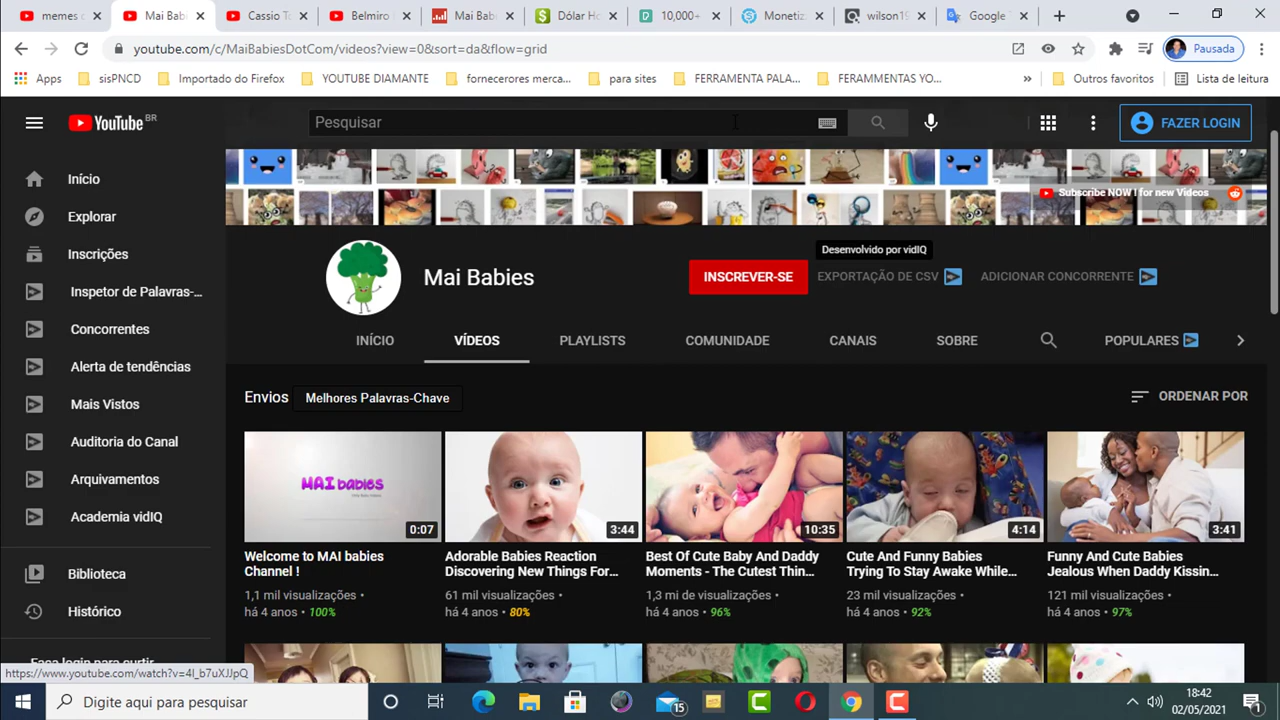 memes c
Mai Bab
Cassio To
Belmiro
Mai Bab
Dólar Ho
10,000+
Monetiz
wilson19
Google T
youtube.com/c/MaiBabiesDotCom/videos?view=0&sort=da&flow=grid
Pausada
Apps
sisPNCD
Importado do Firefox
YOUTUBE DIAMANTE
fornecerores merca...
para sites
FERRAMENTA PALA...
FERAMMENTAS YO...
»
Outros favoritos
Lista de leitura
YouTube BR
Pesquisar
FAZER LOGIN
Início
Explorar
Inscrições
Inspetor de Palavras-...
Concorrentes
Alerta de tendências
Mais Vistos
Auditoria do Canal
Arquivamentos
Academia vidIQ
Biblioteca
Histórico
Faça login para curtir
https://www.youtube.com/watch?v=4I_b7uXJJpQ
Subscribe NOW ! for new Videos
Mai Babies
Desenvolvido por vidIQ
INSCREVER-SE
EXPORTAÇÃO DE CSV
ADICIONAR CONCORRENTE
INÍCIO
VÍDEOS
PLAYLISTS
COMUNIDADE
CANAIS
SOBRE
POPULARES
Envios
Melhores Palavras-Chave
ORDENAR POR
MAI babies
0:07
Welcome to MAI babies
Channel !
1,1 mil visualizações •
há 4 anos • 100%
3:44
Adorable Babies Reaction
Discovering New Things For...
61 mil visualizações •
há 4 anos • 80%
10:35
Best Of Cute Baby And Daddy
Moments - The Cutest Thin...
1,3 mi de visualizações •
há 4 anos • 96%
4:14
Cute And Funny Babies
Trying To Stay Awake While...
23 mil visualizações •
há 4 anos • 92%
3:41
Funny And Cute Babies
Jealous When Daddy Kissin...
121 mil visualizações •
há 4 anos • 97%
Digite aqui para pesquisar
15
18:42
02/05/2021
1